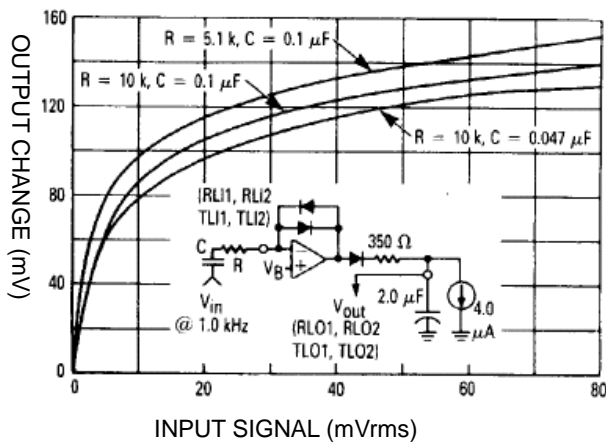 160
120
80
60
40
0
OUTPUT CHANGE (mV)
R = 5.1 k, C = 0.1 μF
R = 10 k, C = 0.1 μF
R = 10 k, C = 0.047 μF
(RLI1, RLI2
TLI1, TLI2)
C
R
VB
Vin
@ 1.0 kHz
350 Ω
Vout
(RLO1, RLO2
TLO1, TLO2)
2.0 μF
4.0
μA
0 20 40 60 80
INPUT SIGNAL (mVrms)